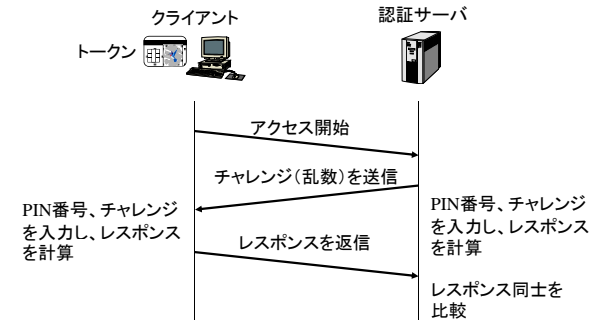 クライアント
認証サーバ
トークン
アクセス開始
チャレンジ（乱数）を送信
PIN番号、チャレンジ
を入力し、レスポンス
を計算
PIN番号、チャレンジ
を入力し、レスポンス
を計算
レスポンスを返信
レスポンス同士を
比較